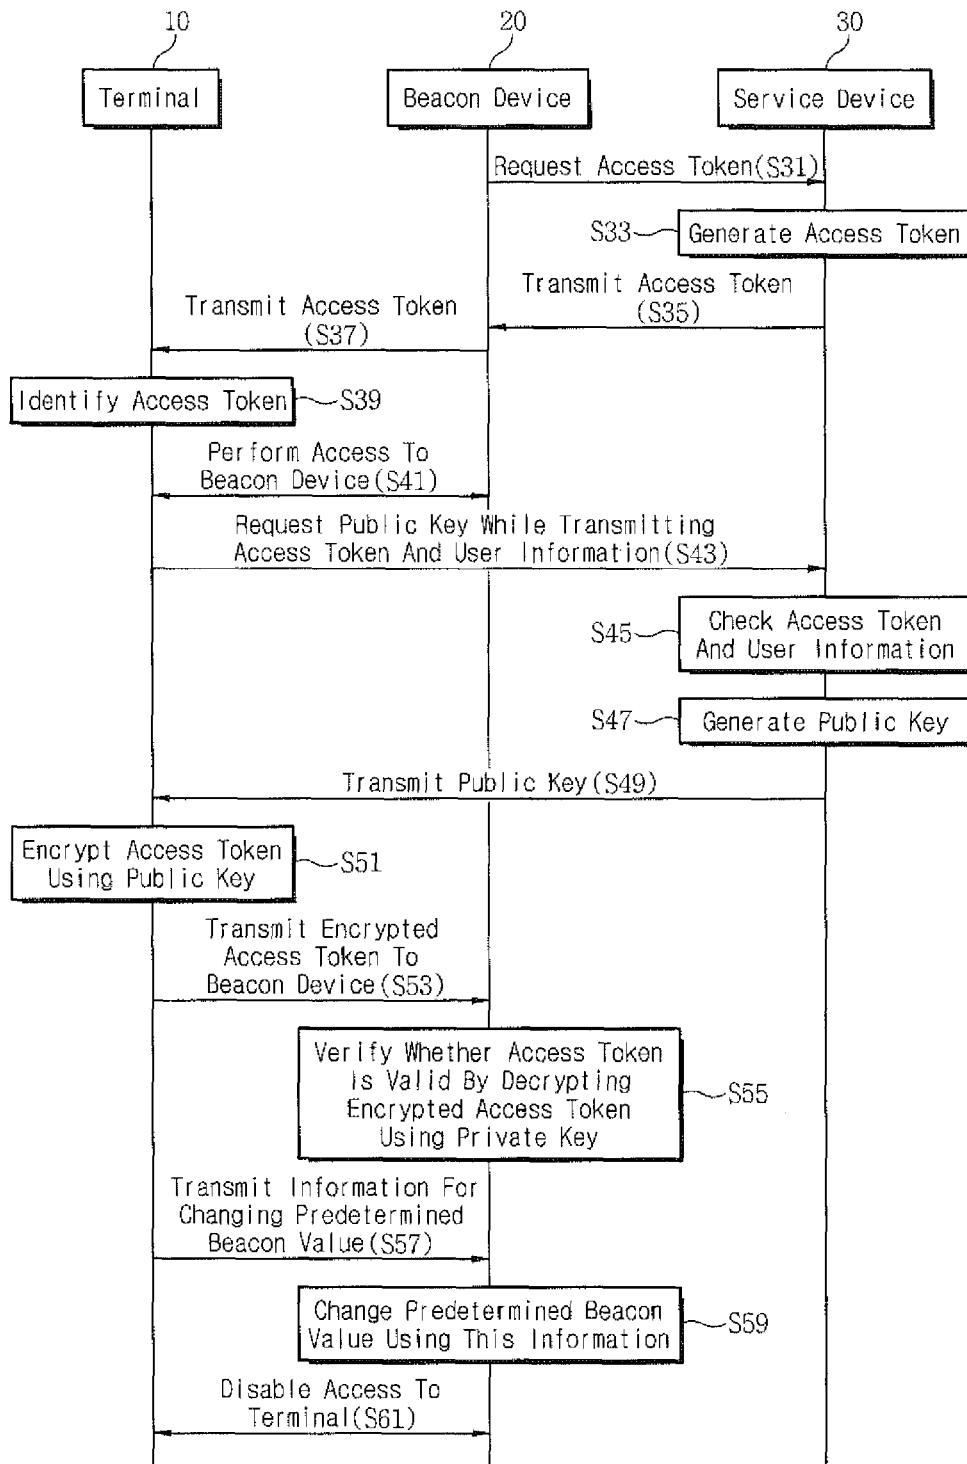 10
20
30
Terminal
Beacon Device
Service Device
Request Access Token(S31)
S33
Generate Access Token
Transmit Access Token
(S35)
Transmit Access Token
(S37)
Identify Access Token
S39
Perform Access To
Beacon Device(S41)
Request Public Key While Transmitting
Access Token And User Information(S43)
S45
Check Access Token
And User Information
S47
Generate Public Key
Transmit Public Key(S49)
Encrypt Access Token
Using Public Key
S51
Transmit Encrypted
Access Token To
Beacon Device(S53)
Verify Whether Access Token
is Valid By Decrypting
Encrypted Access Token
Using Private Key
S55
Transmit Information For
Changing Predetermined
Beacon Value(S57)
Change Predetermined Beacon
Value Using This Information
S59
Disable Access To
Terminal(S61)